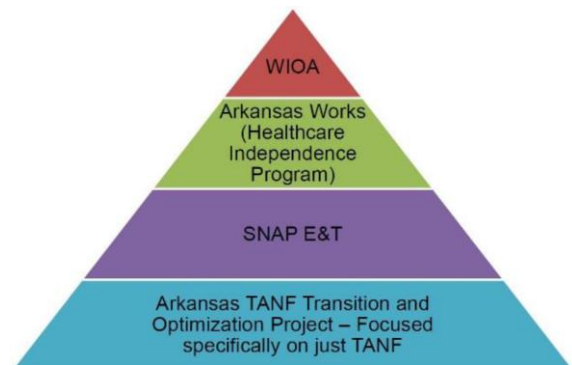 WIOA
Arkansas Works
(Healthcare
Independence
Program)
SNAP E&T
Arkansas TANF Transition and
Optimization Project – Focused
specifically on just TANF